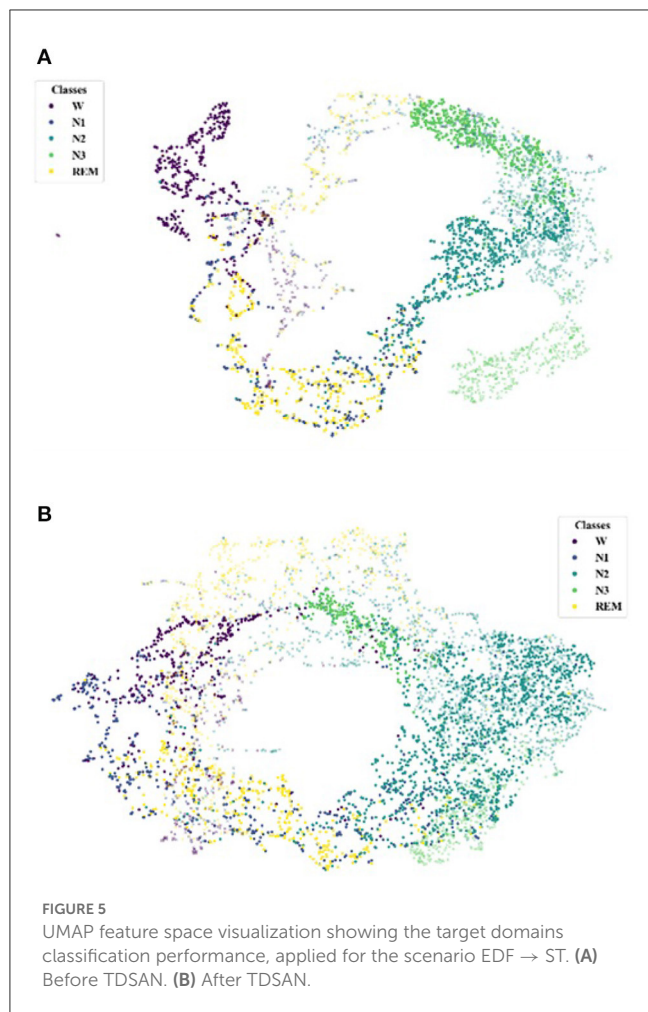 A
Classes
W
N1
N2
N3
REM
B
Classes
W
N1
N2
N3
REM
FIGURE 5
UMAP feature space visualization showing the target domains
classification performance, applied for the scenario EDF → ST. (A)
Before TDSAN. (B) After TDSAN.